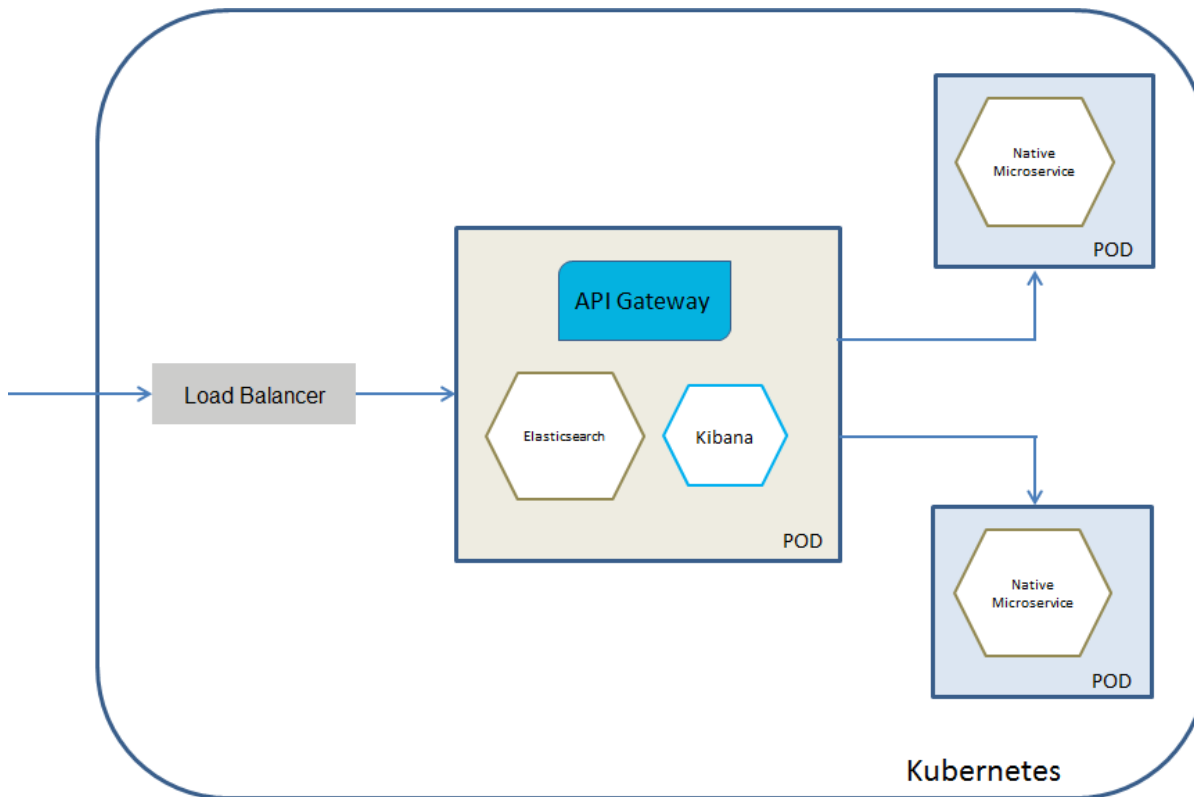 Native
Microservice
POD
API Gateway
Load Balancer
Elasticsearch
Kibana
POD
Native
Microservice
POD
Kubernetes